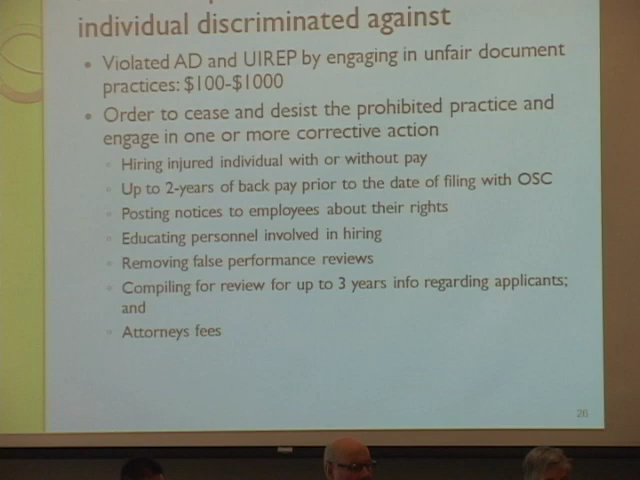 individual discriminated against
• Violated AD and UIREP by engaging in unfair document
practices: $100-$1000
• Order to cease and desist the prohibited practice and
engage in one or more corrective action
Hiring injured individual with or without pay
Up to 2-years of back pay prior to the date of filing with OSC
Posting notices to employees about their rights
Educating personnel involved in hiring
Removing false performance reviews
Compiling for review for up to 3 years info regarding applicants;
and
Attorneys fees
26